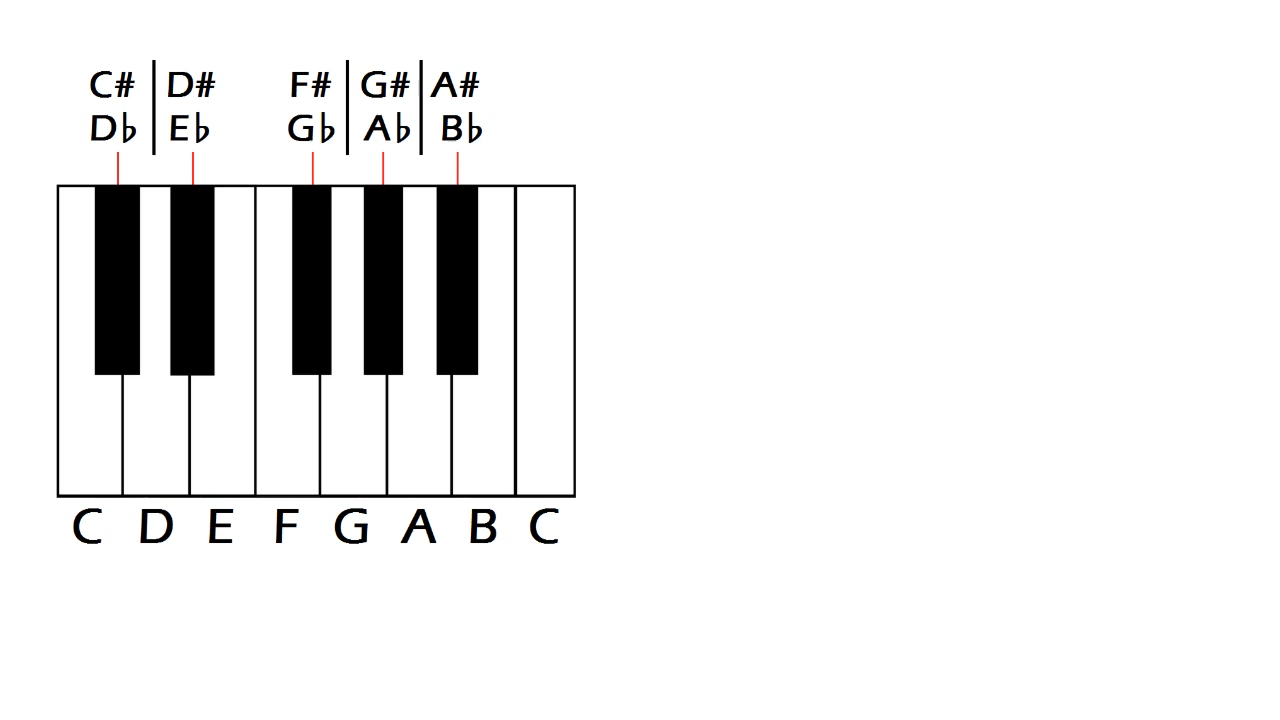 C# D# F# G# A#
D♭ E♭ G♭ A♭ B♭
C D E F G A B C